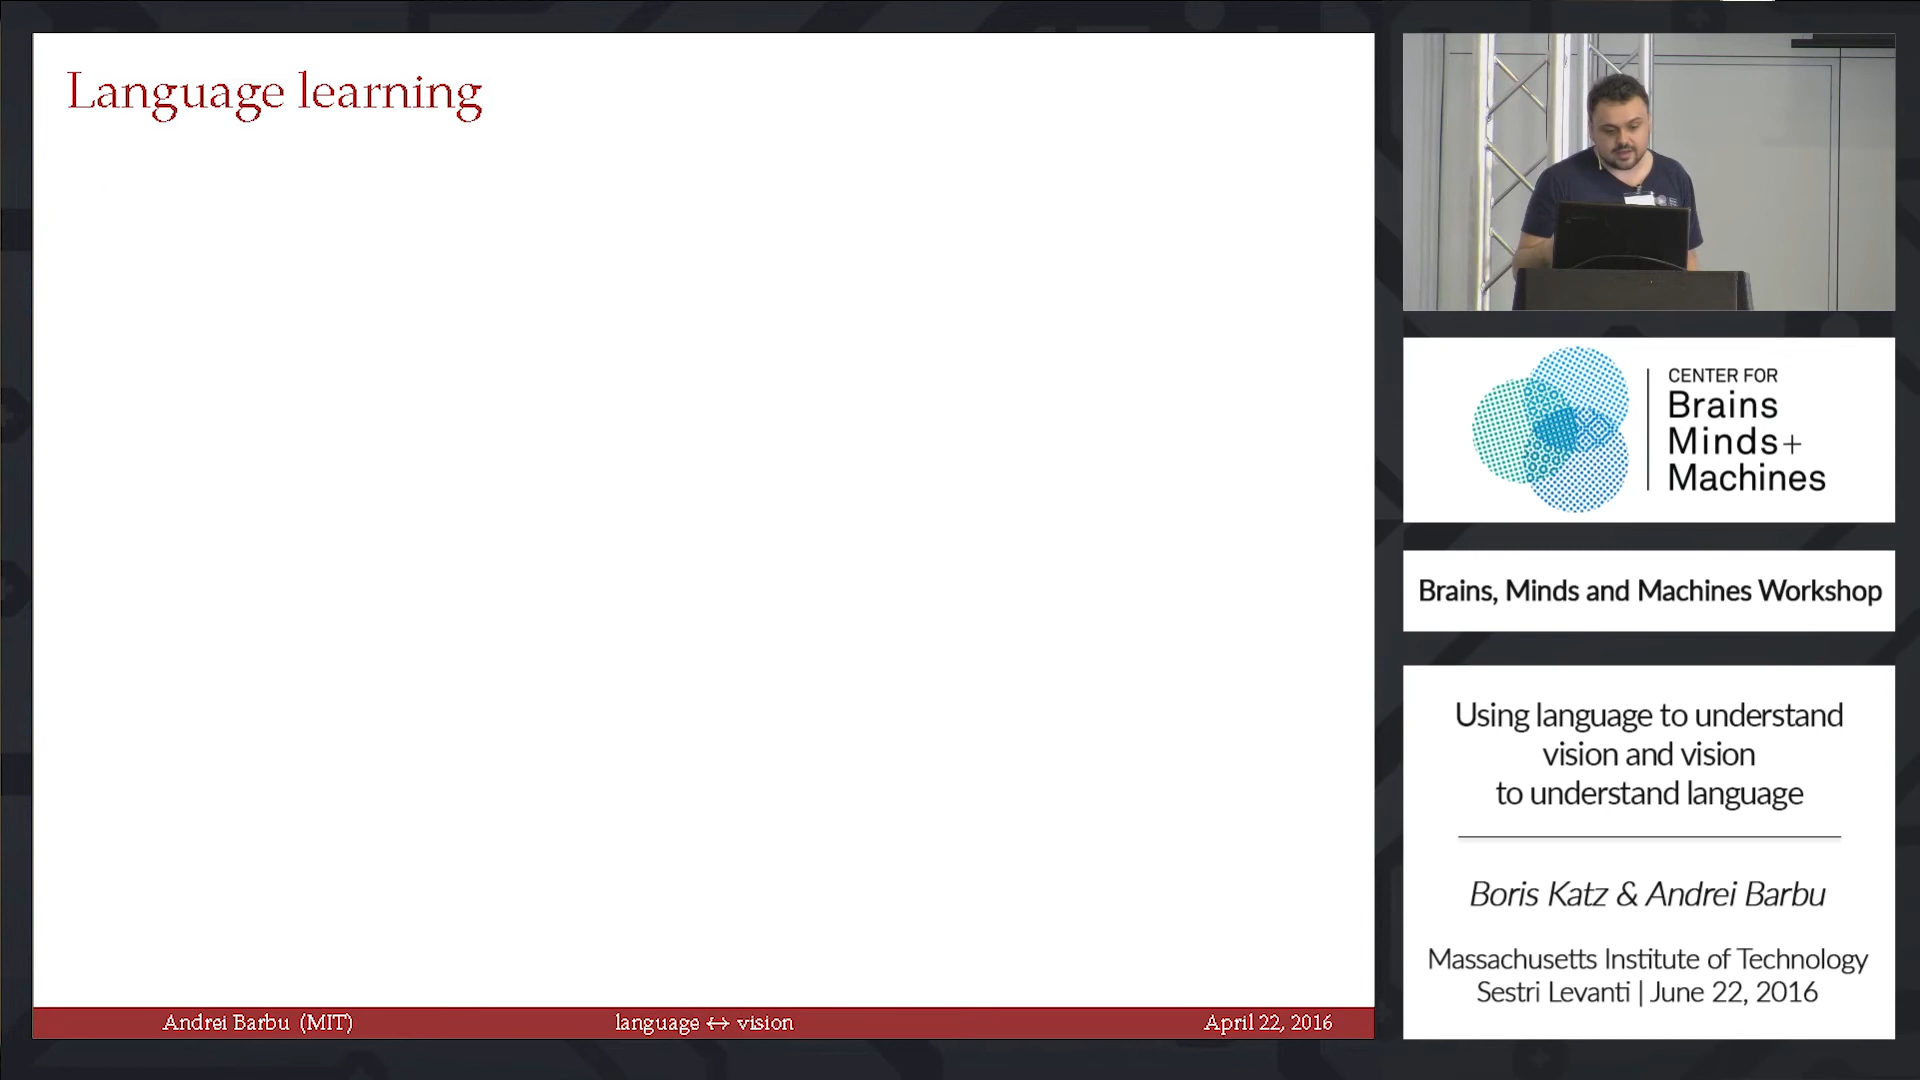 Language learning
Andrei Barbu (MIT)
language ↔ vision
April 22, 2016
CENTER FOR
Brains
Minds+
Machines
Brains, Minds and Machines Workshop
Using language to understand
vision and vision
to understand language
Boris Katz & Andrei Barbu
Massachusetts Institute of Technology
Sestri Levanti | June 22, 2016